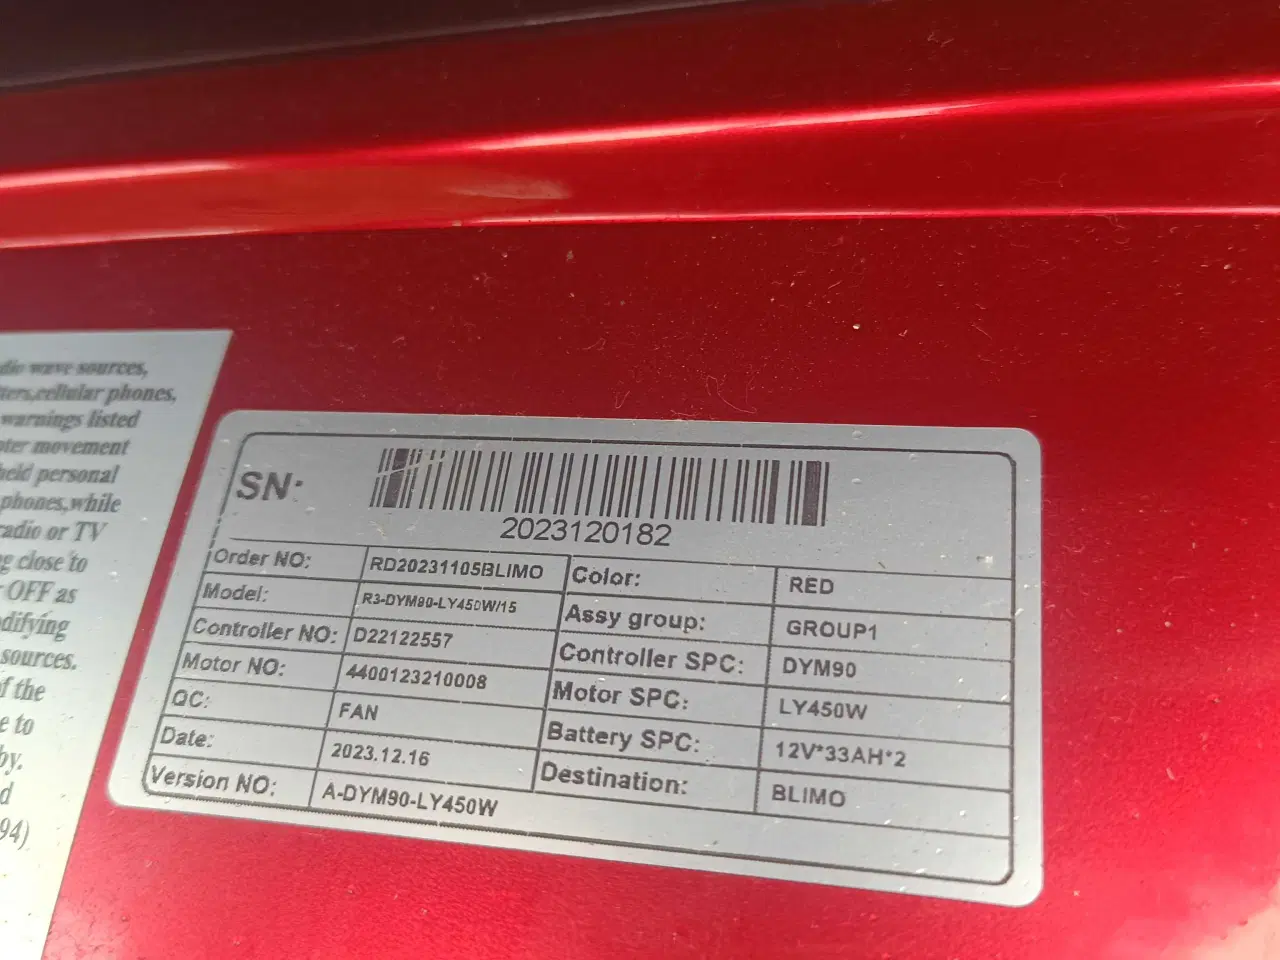 dio wave sources,
ters,cellular phones,
warnings listed
oter movement
held personal
phones,while
radio or TV
g close to
OFF as
difying
sources.
f the
e to
by.
d
94)
SN:
2023120182
Order NO: RD20231105BLIMO Color: RED
Model: R3-DYM90-LY450W/15 Assy group: GROUP1
Controller NO: D22122557 Controller SPC: DYM90
Motor NO: 4400123210008 Motor SPC: LY450W
QC: FAN Battery SPC: 12V*33AH*2
Date: 2023.12.16 Destination: BLIMO
Version NO: A-DYM90-LY450W